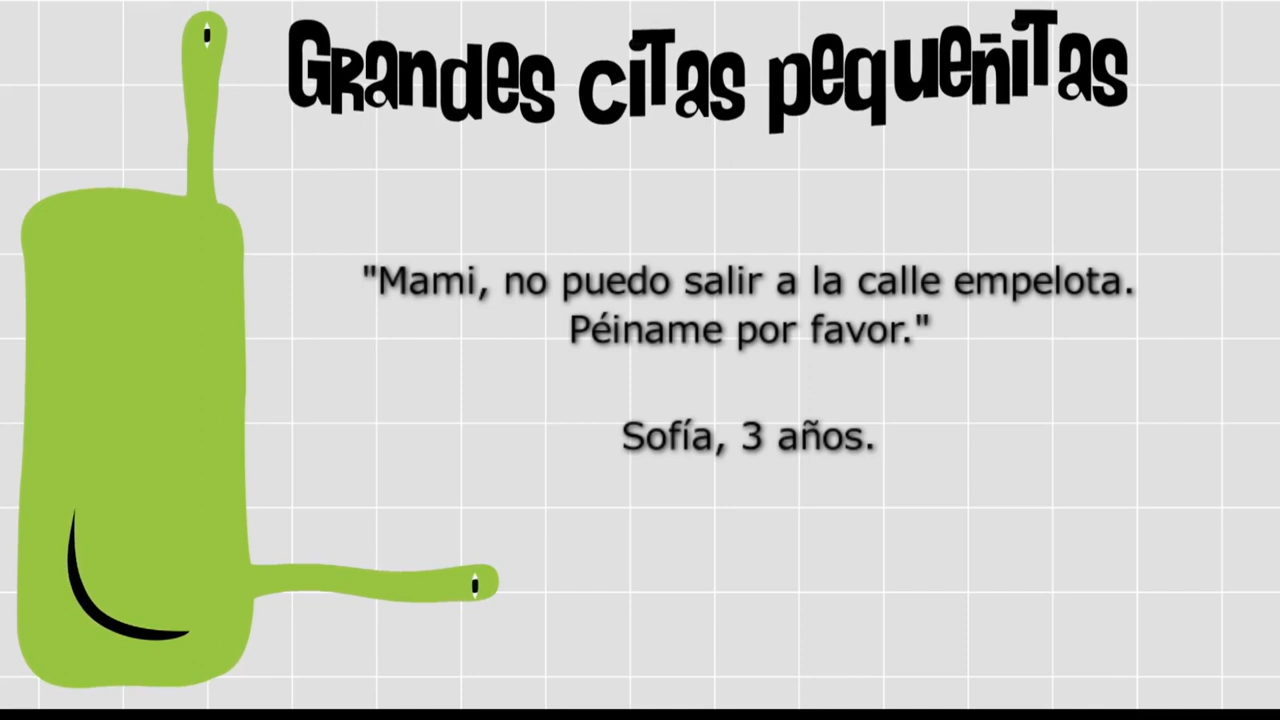 Grandes citas pequeñitas
"Mami, no puedo salir a la calle empelota.
Péiname por favor."
Sofía, 3 años.